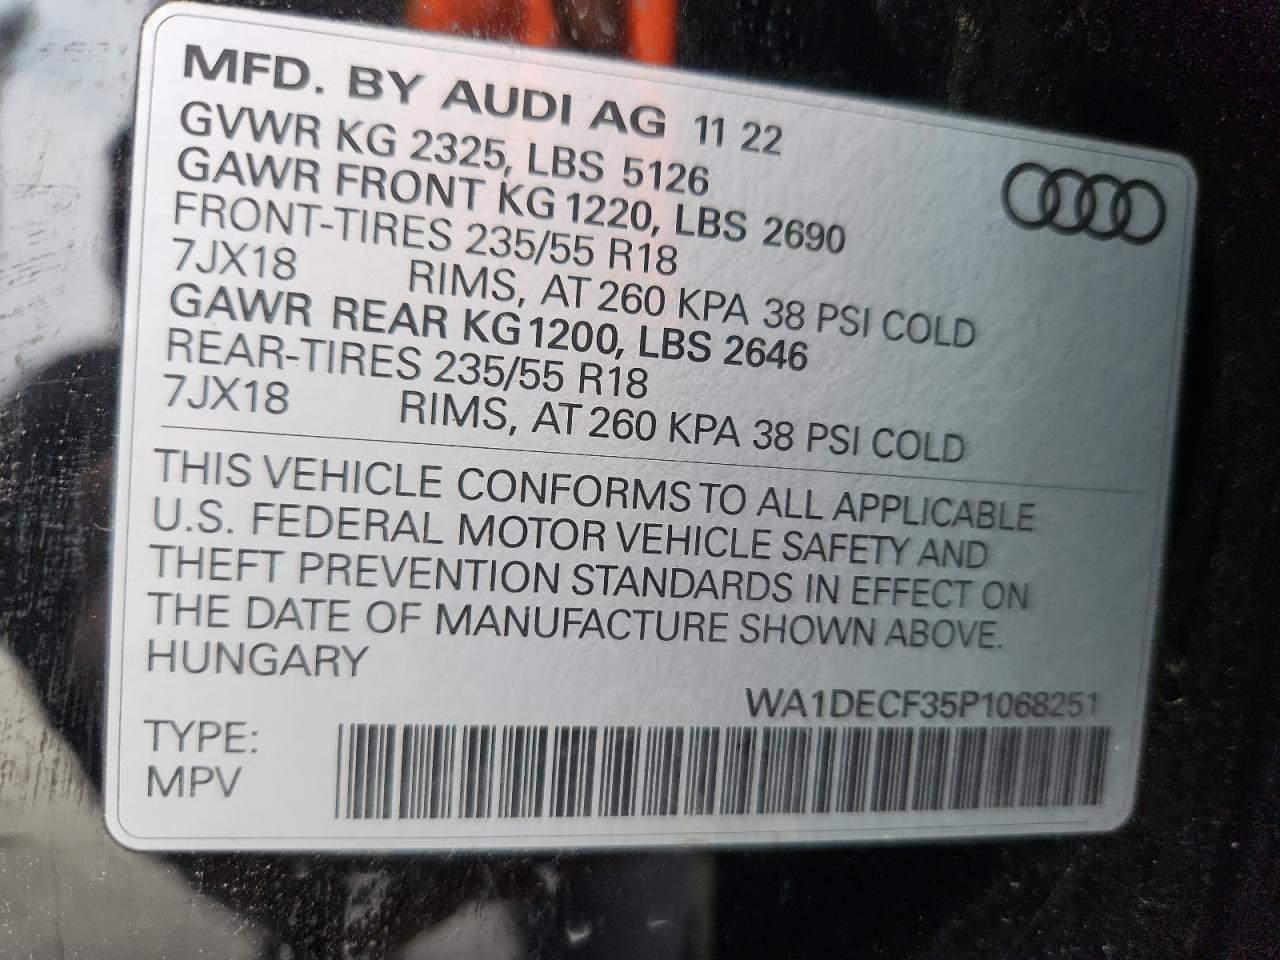 MFD. BY AUDI AG 11 22
GVWR KG 2325, LBS 5126
GAWR FRONT KG 1220, LBS 2690
FRONT-TIRES 235/55 R18
7JX18 RIMS, AT 260 KPA 38 PSI COLD
GAWR REAR KG 1200, LBS 2646
REAR-TIRES 235/55 R18
7JX18 RIMS, AT 260 KPA 38 PSI COLD
THIS VEHICLE CONFORMS TO ALL APPLICABLE
U.S. FEDERAL MOTOR VEHICLE SAFETY AND
THEFT PREVENTION STANDARDS IN EFFECT ON
THE DATE OF MANUFACTURE SHOWN ABOVE.
HUNGARY
WA1DECF35P1068251
TYPE:
MPV